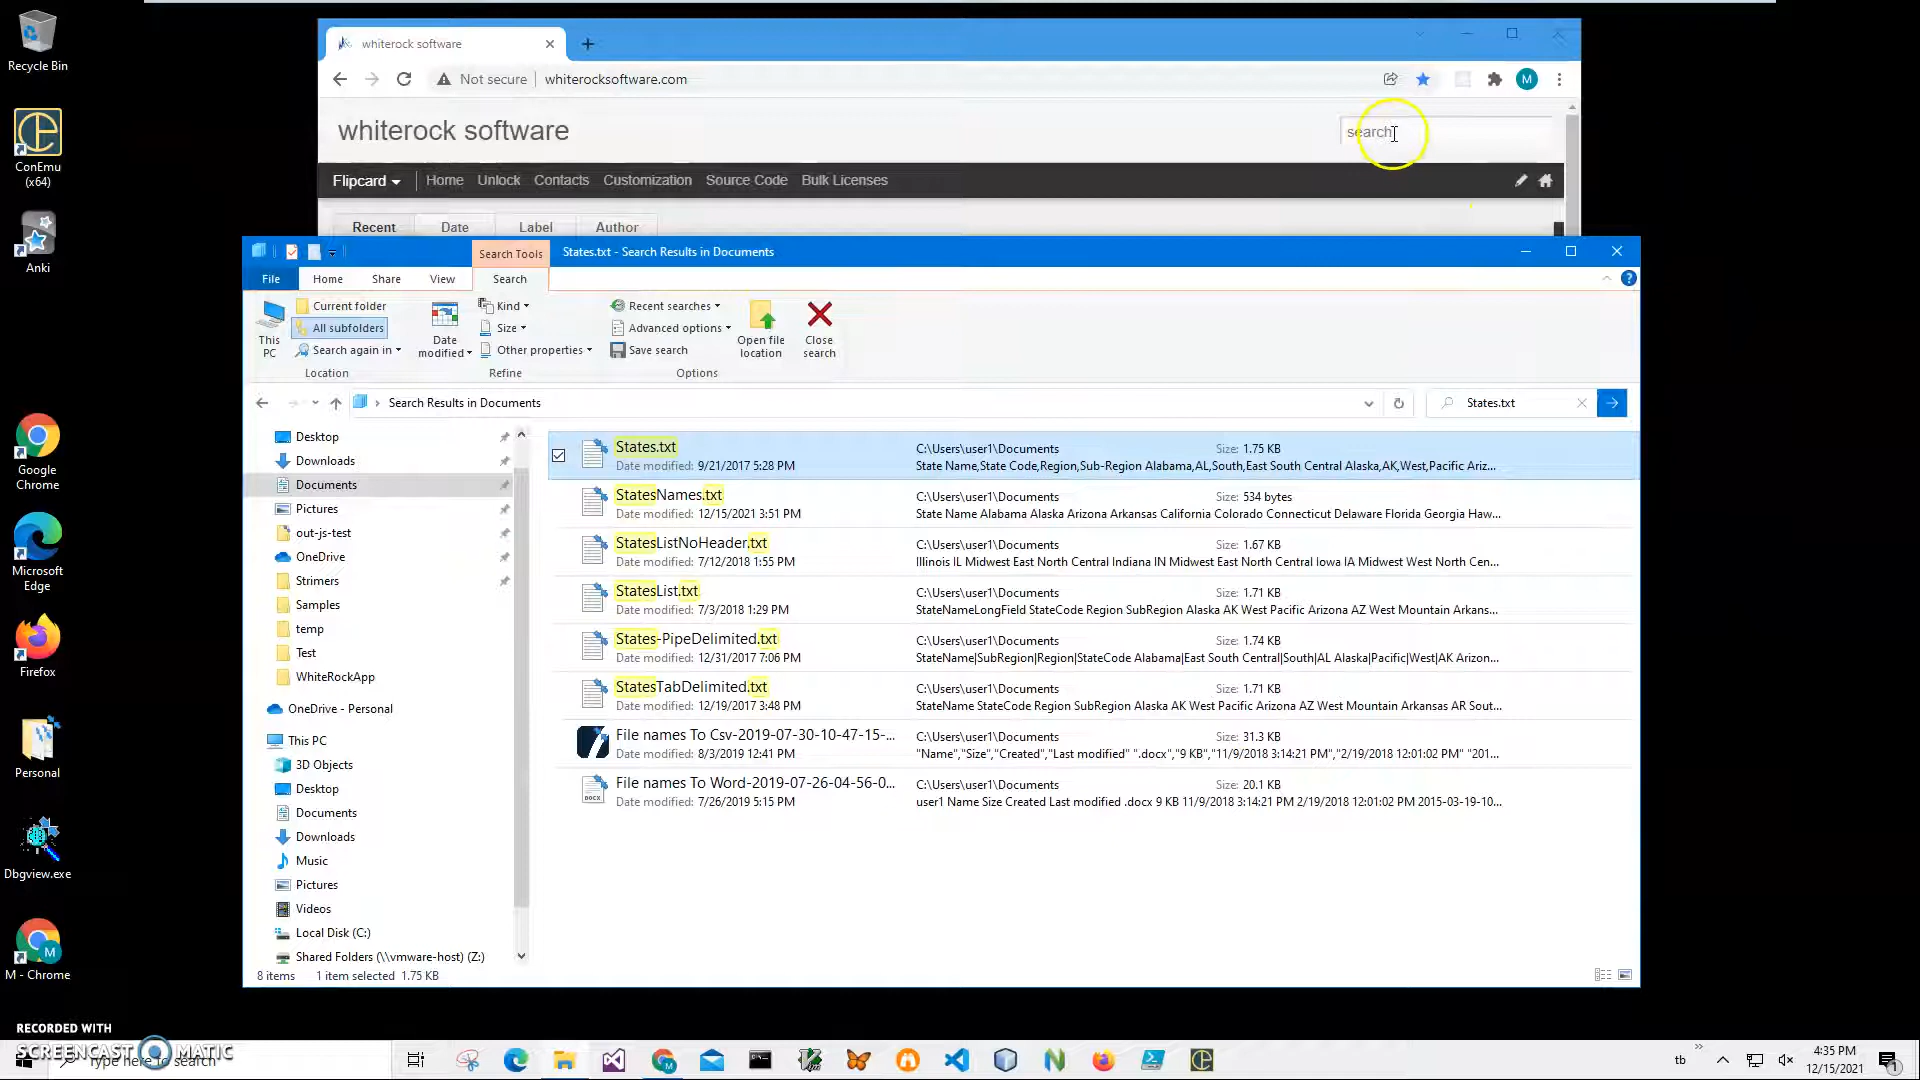 Recycle Bin
ConEmu
(x64)
Anki
Google
Chrome
Microsoft
Edge
Firefox
Personal
Dbgview.exe
M - Chrome
whiterock software
Not secure
whiterocksoftware.com
M
whiterock software
search
Flipcard
Home
Unlock
Contacts
Customization
Source Code
Bulk Licenses
Recent
Date
Label
Author
Search Tools
States.txt - Search Results in Documents
File
Home
Share
View
Search
This
PC
Current folder
All subfolders
Search again in
Location
Date
modified
Kind
Size
Other properties
Refine
Recent searches
Advanced options
Save search
Options
Open file
location
Close
search
Search Results in Documents
States.txt
Desktop
Downloads
Documents
Pictures
out-js-test
OneDrive
Strimers
Samples
temp
Test
WhiteRockApp
OneDrive - Personal
This PC
3D Objects
Desktop
Documents
Downloads
Music
Pictures
Videos
Local Disk (C:)
Shared Folders (\\vmware-host) (Z:)
States.txt
Date modified: 9/21/2017 5:28 PM
C:\Users\user1\Documents
Size: 1.75 KB
State Name,State Code,Region,Sub-Region Alabama,AL,South,East South Central Alaska,AK,West,Pacific Ariz...
StatesNames.txt
Date modified: 12/15/2021 3:51 PM
C:\Users\user1\Documents
Size: 534 bytes
State Name Alabama Alaska Arizona Arkansas California Colorado Connecticut Delaware Florida Georgia Haw...
StatesListNoHeader.txt
Date modified: 7/12/2018 1:55 PM
C:\Users\user1\Documents
Size: 1.67 KB
Illinois IL Midwest East North Central Indiana IN Midwest East North Central Iowa IA Midwest West North Cen...
StatesList.txt
Date modified: 7/3/2018 1:29 PM
C:\Users\user1\Documents
Size: 1.71 KB
StateNameLongField StateCode Region SubRegion Alaska AK West Pacific Arizona AZ West Mountain Arkans...
States-PipeDelimited.txt
Date modified: 12/31/2017 7:06 PM
C:\Users\user1\Documents
Size: 1.74 KB
StateName|SubRegion|Region|StateCode Alabama|East South Central|South|AL Alaska|Pacific|West|AK Arizon...
StatesTabDelimited.txt
Date modified: 12/19/2017 3:48 PM
C:\Users\user1\Documents
Size: 1.71 KB
StateName StateCode Region SubRegion Alaska AK West Pacific Arizona AZ West Mountain Arkansas AR Sout...
File names To Csv-2019-07-30-10-47-15-...
Date modified: 8/3/2019 12:41 PM
C:\Users\user1\Documents
Size: 31.3 KB
"Name","Size","Created","Last modified" ".docx","9 KB","11/9/2018 3:14:21 PM","2/19/2018 12:01:02 PM" "201...
File names To Word-2019-07-26-04-56-0...
Date modified: 7/26/2019 5:15 PM
C:\Users\user1\Documents
Size: 20.1 KB
user1 Name Size Created Last modified .docx 9 KB 11/9/2018 3:14:21 PM 2/19/2018 12:01:02 PM 2015-03-19-10...
8 items
1 item selected 1.75 KB
RECORDED WITH
SCREENCAST MATIC
Type here to search
tb
4:35 PM
12/15/2021